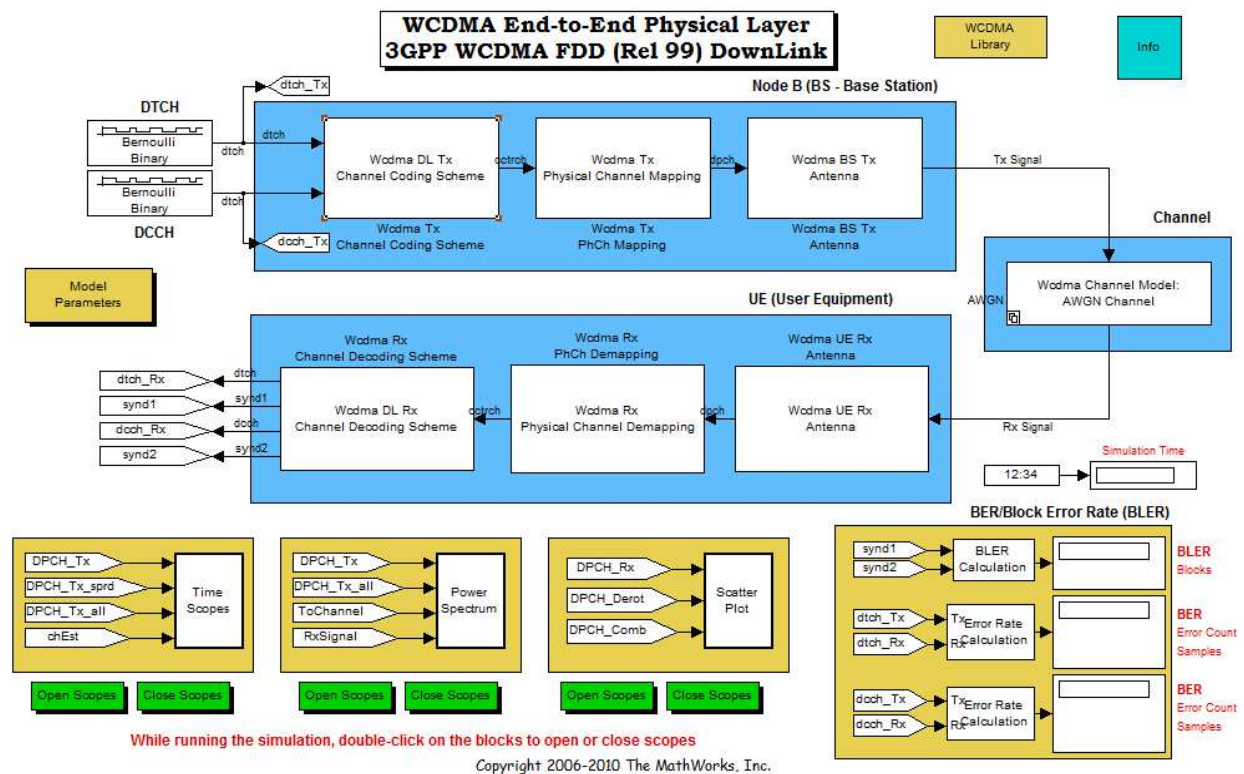 WCDMA End-to-End Physical Layer
3GPP WCDMA FDD (Rel 99) DownLink
WCDMA
Library
Info
dtch_Tx
Node B (BS - Base Station)
DTCH
Bernoulli
Binary
dtch
dtch
Bernoulli
Binary
dtch
DCCH
dcch_Tx
Wcdma DL Tx
Channel Coding Scheme
Wcdma Tx
Channel Coding Scheme
cctrch
Wcdma Tx
Physical Channel Mapping
Wcdma Tx
PhCh Mapping
dpch
Wcdma BS Tx
Antenna
Wcdma BS Tx
Antenna
Tx Signal
Channel
Wcdma Channel Model:
AWGN Channel
AWGN
Model
Parameters
UE (User Equipment)
Wcdma Rx
Channel Decoding Scheme
Wcdma Rx
PhCh Demapping
Wcdma UE Rx
Antenna
dtch_Rx
dtch
synd1
synd1
dcch_Rx
dcch
synd2
synd2
Wcdma DL Rx
Channel Decoding Scheme
cctrch
Wcdma Rx
Physical Channel Demapping
dpch
Wcdma UE Rx
Antenna
Rx Signal
Simulation Time
12:34
BER/Block Error Rate (BLER)
DPCH_Tx
DPCH_Tx_sprd
DPCH_Tx_all
chEst
Time
Scopes
DPCH_Tx
DPCH_Tx_all
ToChannel
RxSignal
Power
Spectrum
DPCH_Rx
DPCH_Derot
DPCH_Comb
Scatter
Plot
synd1
synd2
BLER
Calculation
BLER
Blocks
dtch_Tx
dtch_Rx
Tx
Rx
Error Rate
Calculation
BER
Error Count
Samples
dcch_Tx
dcch_Rx
Tx
Rx
Error Rate
Calculation
BER
Error Count
Samples
Open Scopes
Close Scopes
Open Scopes
Close Scopes
Open Scopes
Close Scopes
While running the simulation, double-click on the blocks to open or close scopes
Copyright 2006-2010 The MathWorks, Inc.